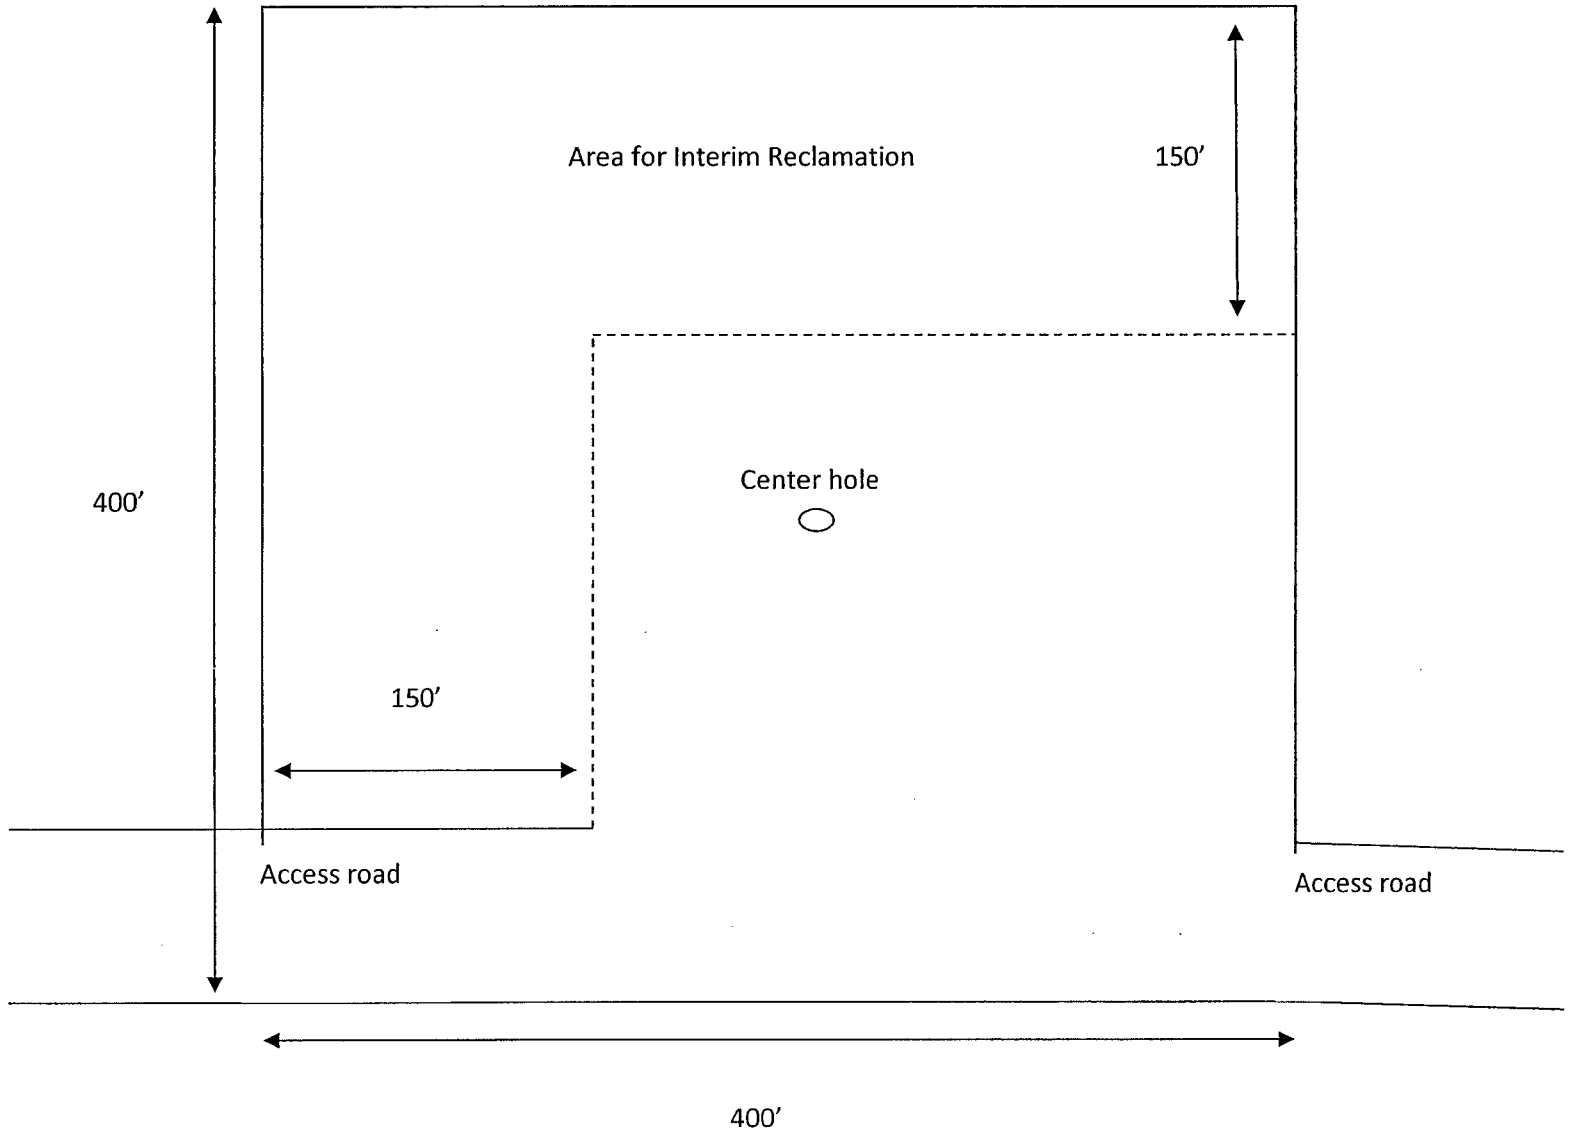 Area for Interim Reclamation
150’
Center hole
400’
150’
Access road
Access road
400’